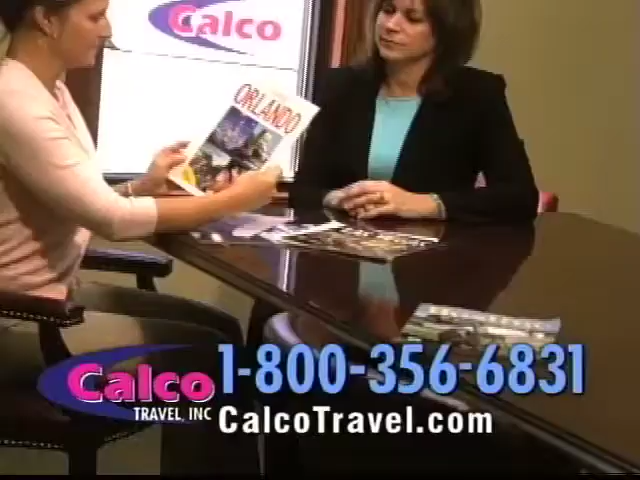 Calco
ORLANDO
1-800-356-6831
Calco
TRAVEL, INC
CalcoTravel.com